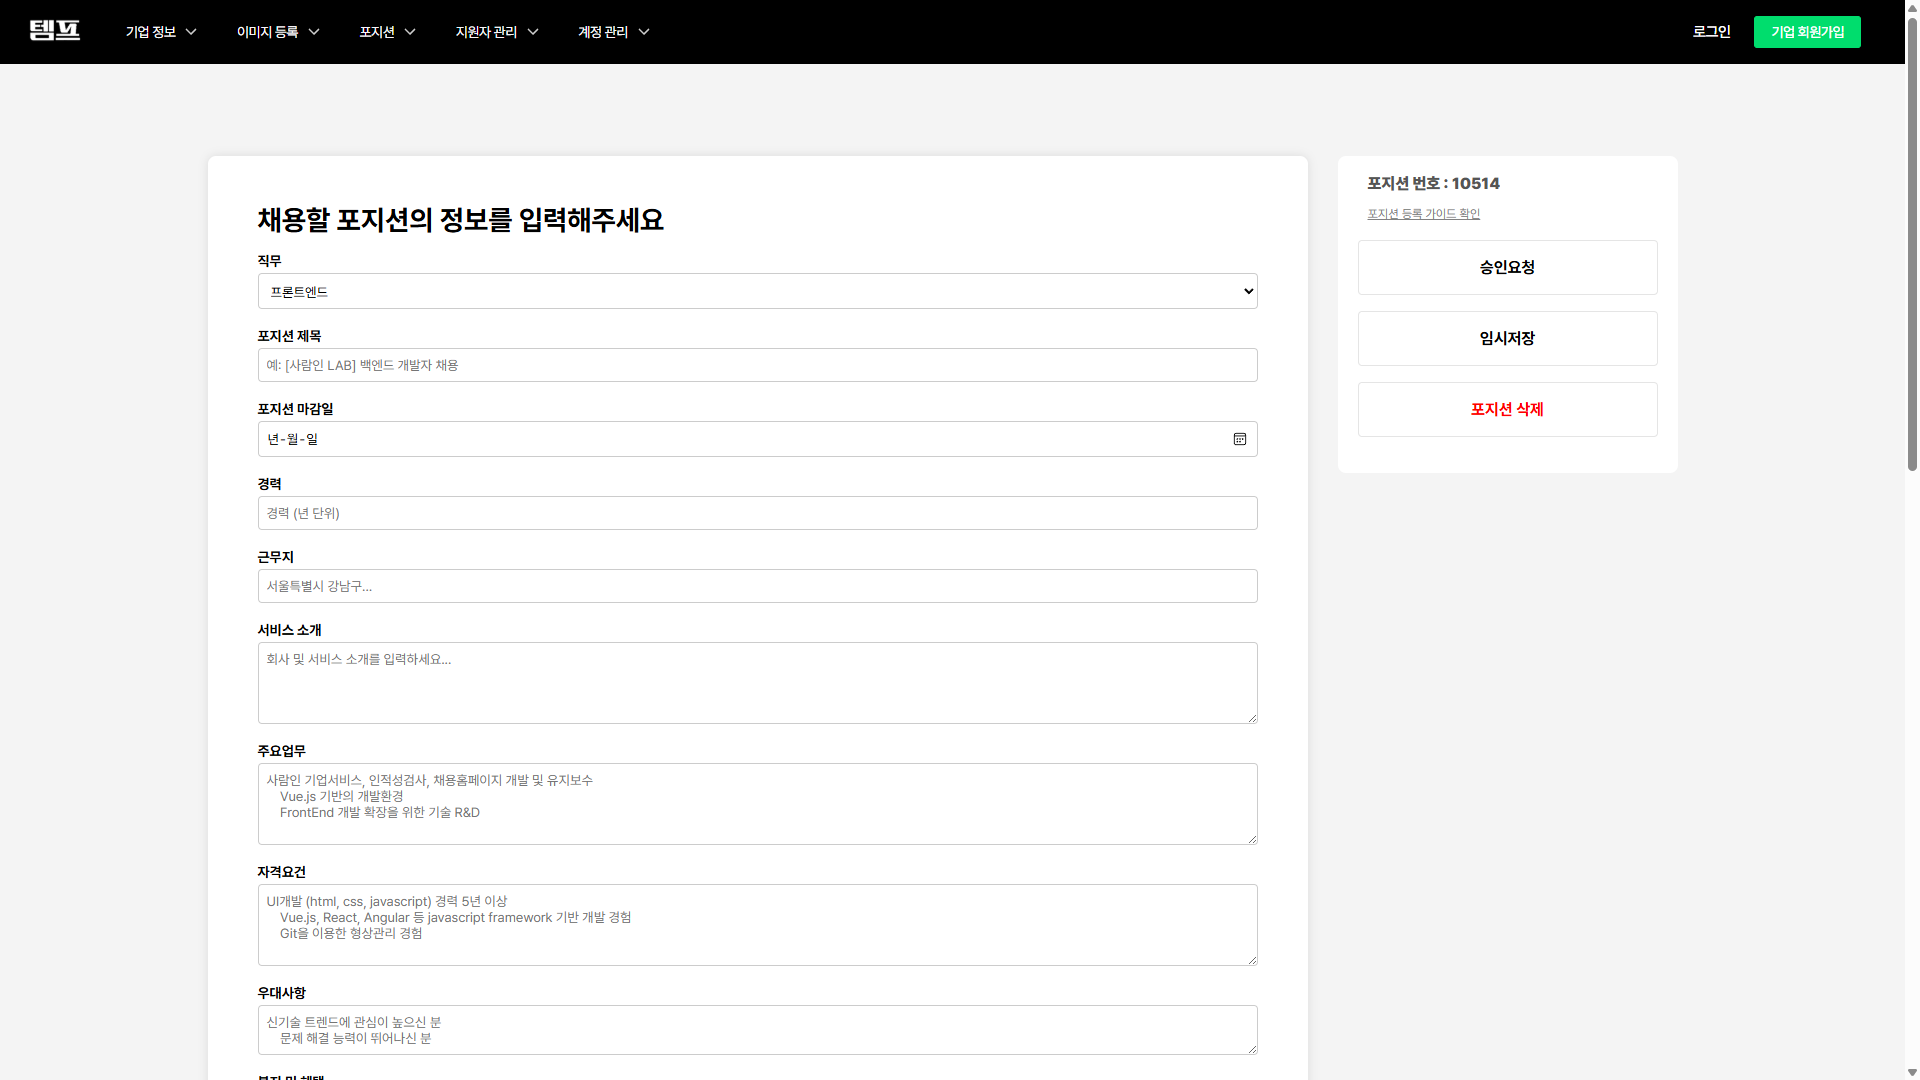 템프
기업 정보
이미지 등록
포지션
지원자 관리
계정 관리
로그인
기업 회원가입
채용할 포지션의 정보를 입력해주세요
직무
프론트엔드
포지션 제목
예: [사람인 LAB] 백엔드 개발자 채용
포지션 마감일
년-월-일
경력
경력 (년 단위)
근무지
서울특별시 강남구...
서비스 소개
회사 및 서비스 소개를 입력하세요...
주요업무
사람인 기업서비스, 인적성검사, 채용홈페이지 개발 및 유지보수
Vue.js 기반의 개발환경
FrontEnd 개발 확장을 위한 기술 R&D
자격요건
UI개발 (html, css, javascript) 경력 5년 이상
Vue.js, React, Angular 등 javascript framework 기반 개발 경험
Git을 이용한 형상관리 경험
우대사항
신기술 트렌드에 관심이 높으신 분
문제 해결 능력이 뛰어나신 분
복지 및 혜택
포지션 번호 : 10514
포지션 등록 가이드 확인
승인요청
임시저장
포지션 삭제